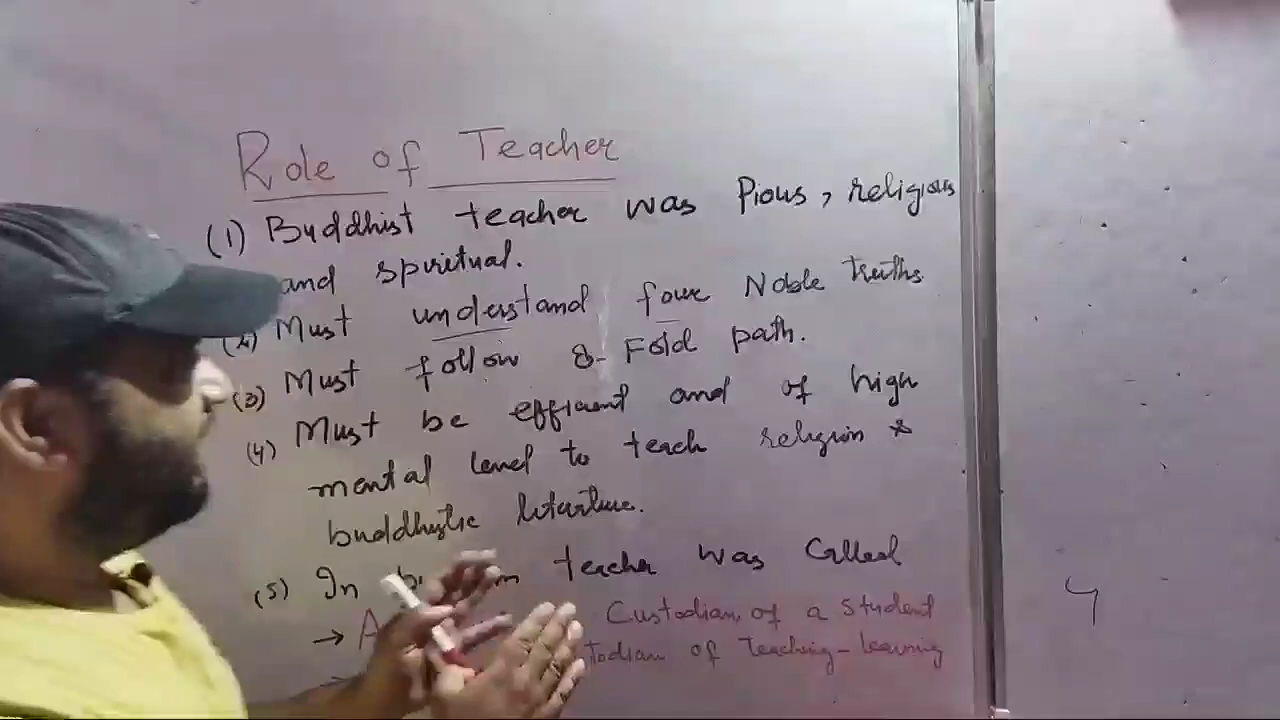 Role of Teacher
(1) Buddhist teacher was Pious, religious
and spiritual.
(2) Must understand four Noble truths
(3) Must follow 8-Fold path.
(4) Must be efficient and of high
mental level to teach religion &
buddhistic literature.
(5) In teacher was Called
→ A Custodian of a Student
of Teaching-learning
4